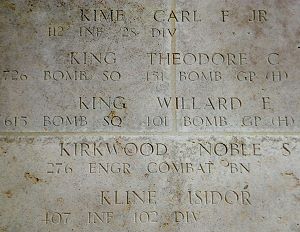 KIME CARL F JR
112 INF 28 DIV
KING THEODORE C
726 BOMB SQ 451 BOMB GP (H)
KING WILLARD E
615 BOMB SQ 401 BOMB GP (H)
KIRKWOOD NOBLE S
276 ENGR COMBAT BN
KLINE ISIDOR
407 INF 102 DIV